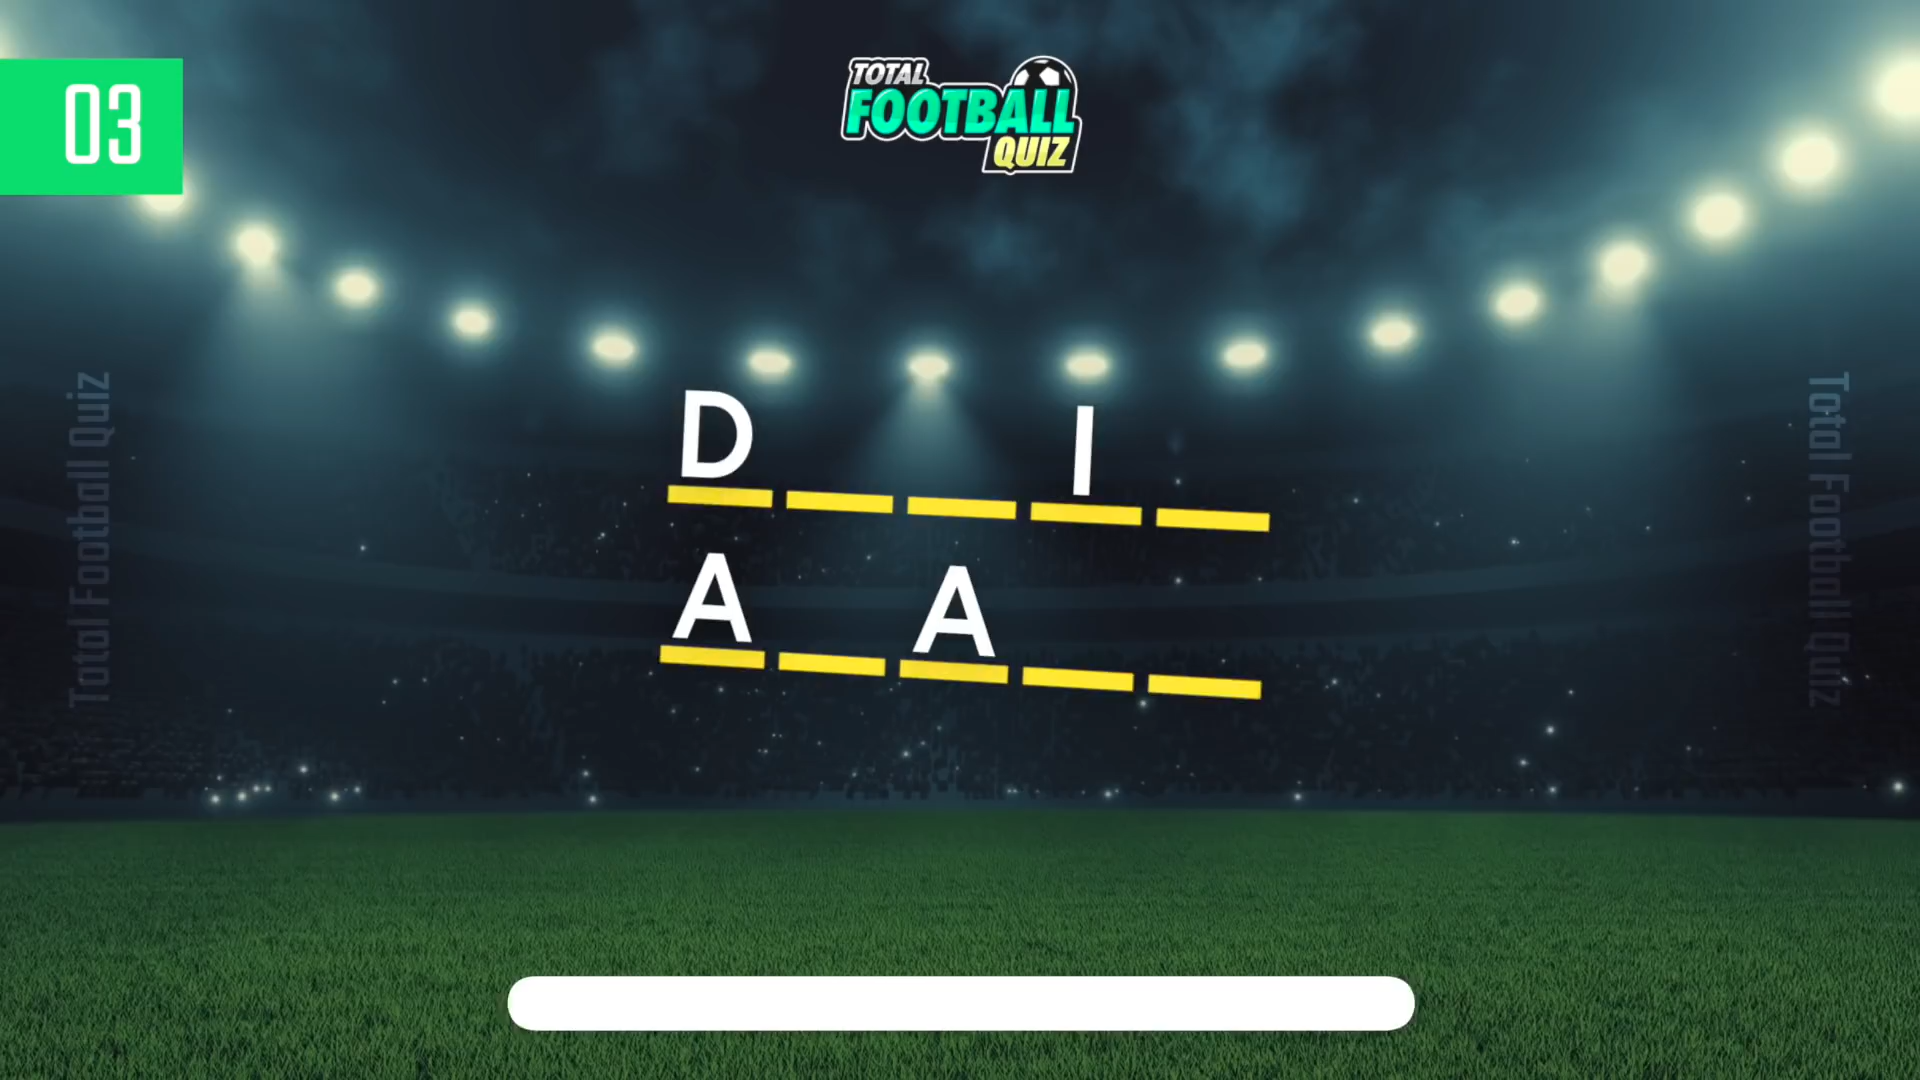 03
TOTAL
FOOTBALL
QUIZ
Total Football Quiz
Total Football Quiz
D _ _ I _
A _ A _ _